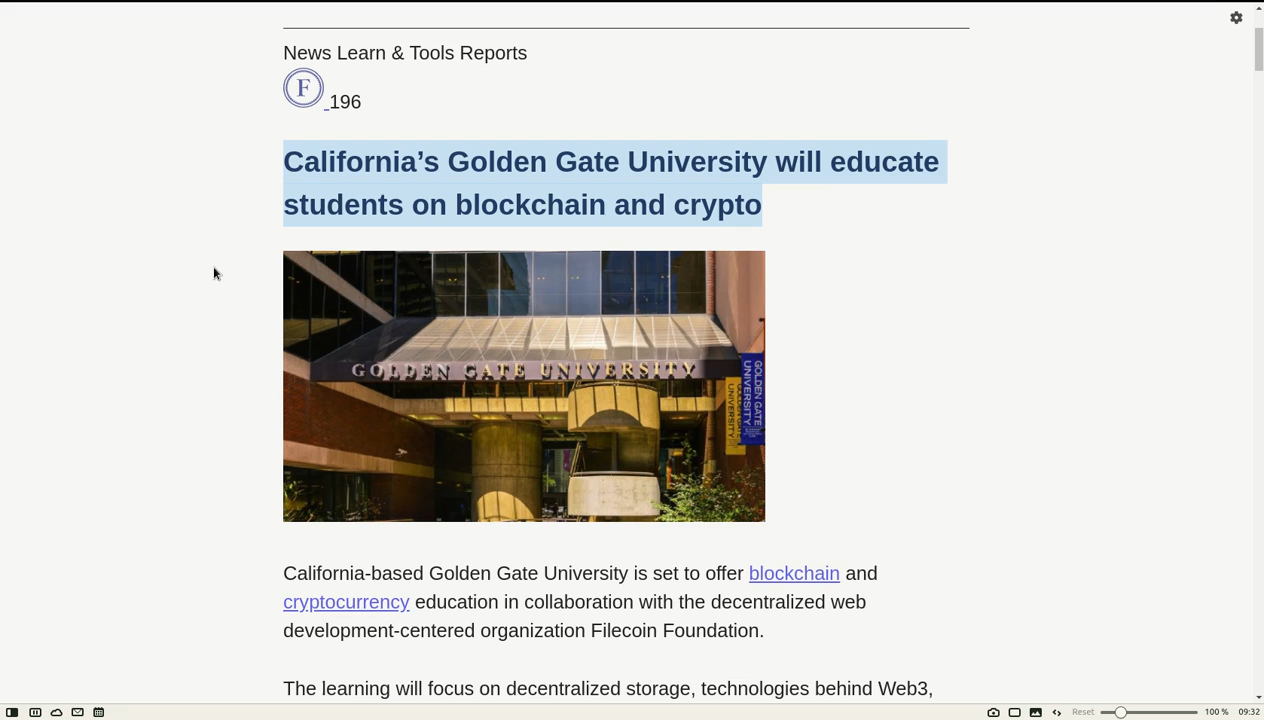 News Learn & Tools Reports
F 196
California’s Golden Gate University will educate
students on blockchain and crypto
GOLDEN GATE UNIVERSITY
GOLDEN GATE
UNIVERSITY
GOLDEN GATE
UNIVERSITY
California-based Golden Gate University is set to offer blockchain and
cryptocurrency education in collaboration with the decentralized web
development-centered organization Filecoin Foundation.
The learning will focus on decentralized storage, technologies behind Web3,
Reset 100 % 09:32